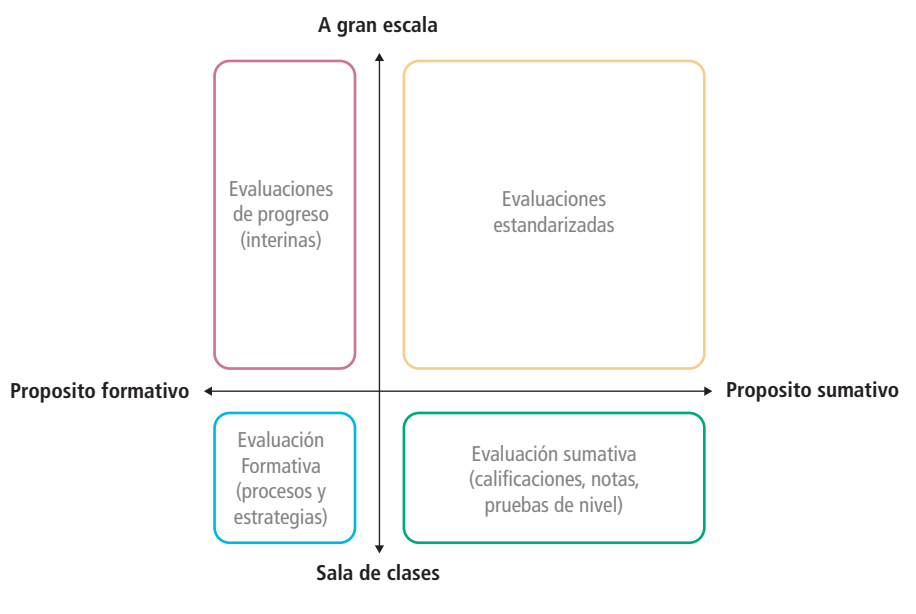 A gran escala
Evaluaciones
de progreso
(interinas)
Evaluaciones
estandarizadas
Proposito formativo
Proposito sumativo
Evaluación
Formativa
(procesos y
estrategias)
Evaluación sumativa
(calificaciones, notas,
pruebas de nivel)
Sala de clases